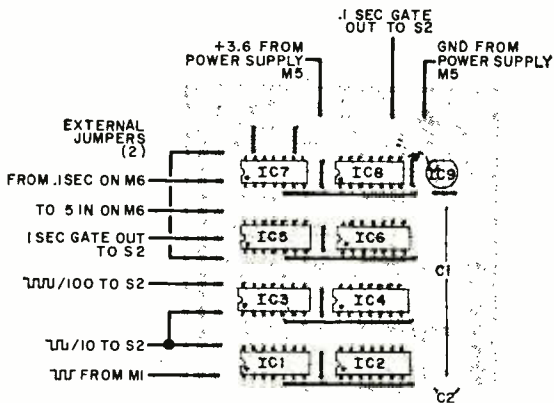 .1 SEC GATE
OUT TO S2
+3.6 FROM
POWER SUPPLY
M5
GND FROM
POWER SUPPLY
M5
EXTERNAL
JUMPERS
(2)
FROM .1SEC ON M6
TO 5 IN ON M6
1 SEC GATE OUT
TO S2
/100 TO S2
/10 TO S2
FROM M1
IC7
IC8
IC9
IC5
IC6
C1
IC3
IC4
IC1
IC2
C2